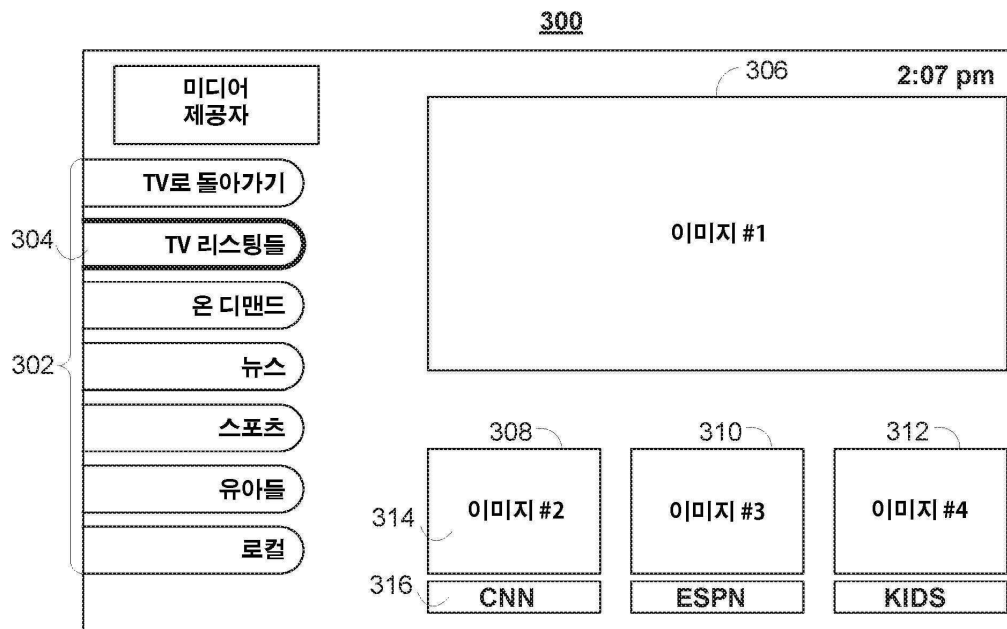 300
306
2:07 pm
미디어
제공자
TV로 돌아가기
304
TV 리스팅들
이미지 #1
온 디맨드
302
뉴스
스포츠
308
310
312
유아들
314
이미지 #2
이미지 #3
이미지 #4
로컬
316
CNN
ESPN
KIDS